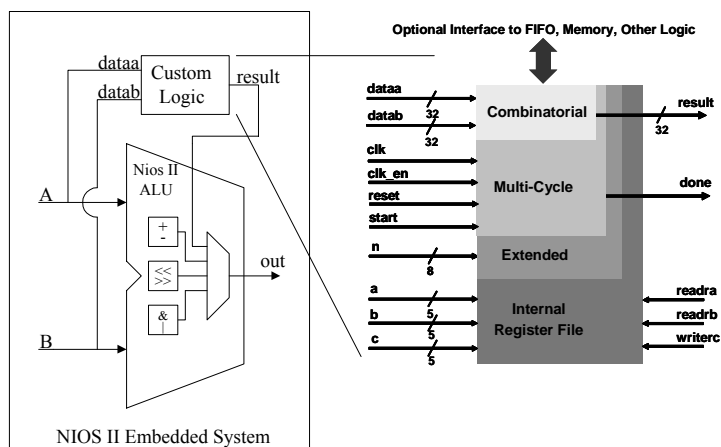 dataa
datab
Custom
Logic
result
A
Nios II
ALU
+
-
<<
>>
&
|
out
B
NIOS II Embedded System
Optional Interface to FIFO, Memory, Other Logic
dataa
32
datab
32
Combinatorial
result
32
clk
clk_en
reset
start
Multi-Cycle
done
n
8
Extended
a
5
b
5
c
5
Internal
Register File
readra
readrb
writerc